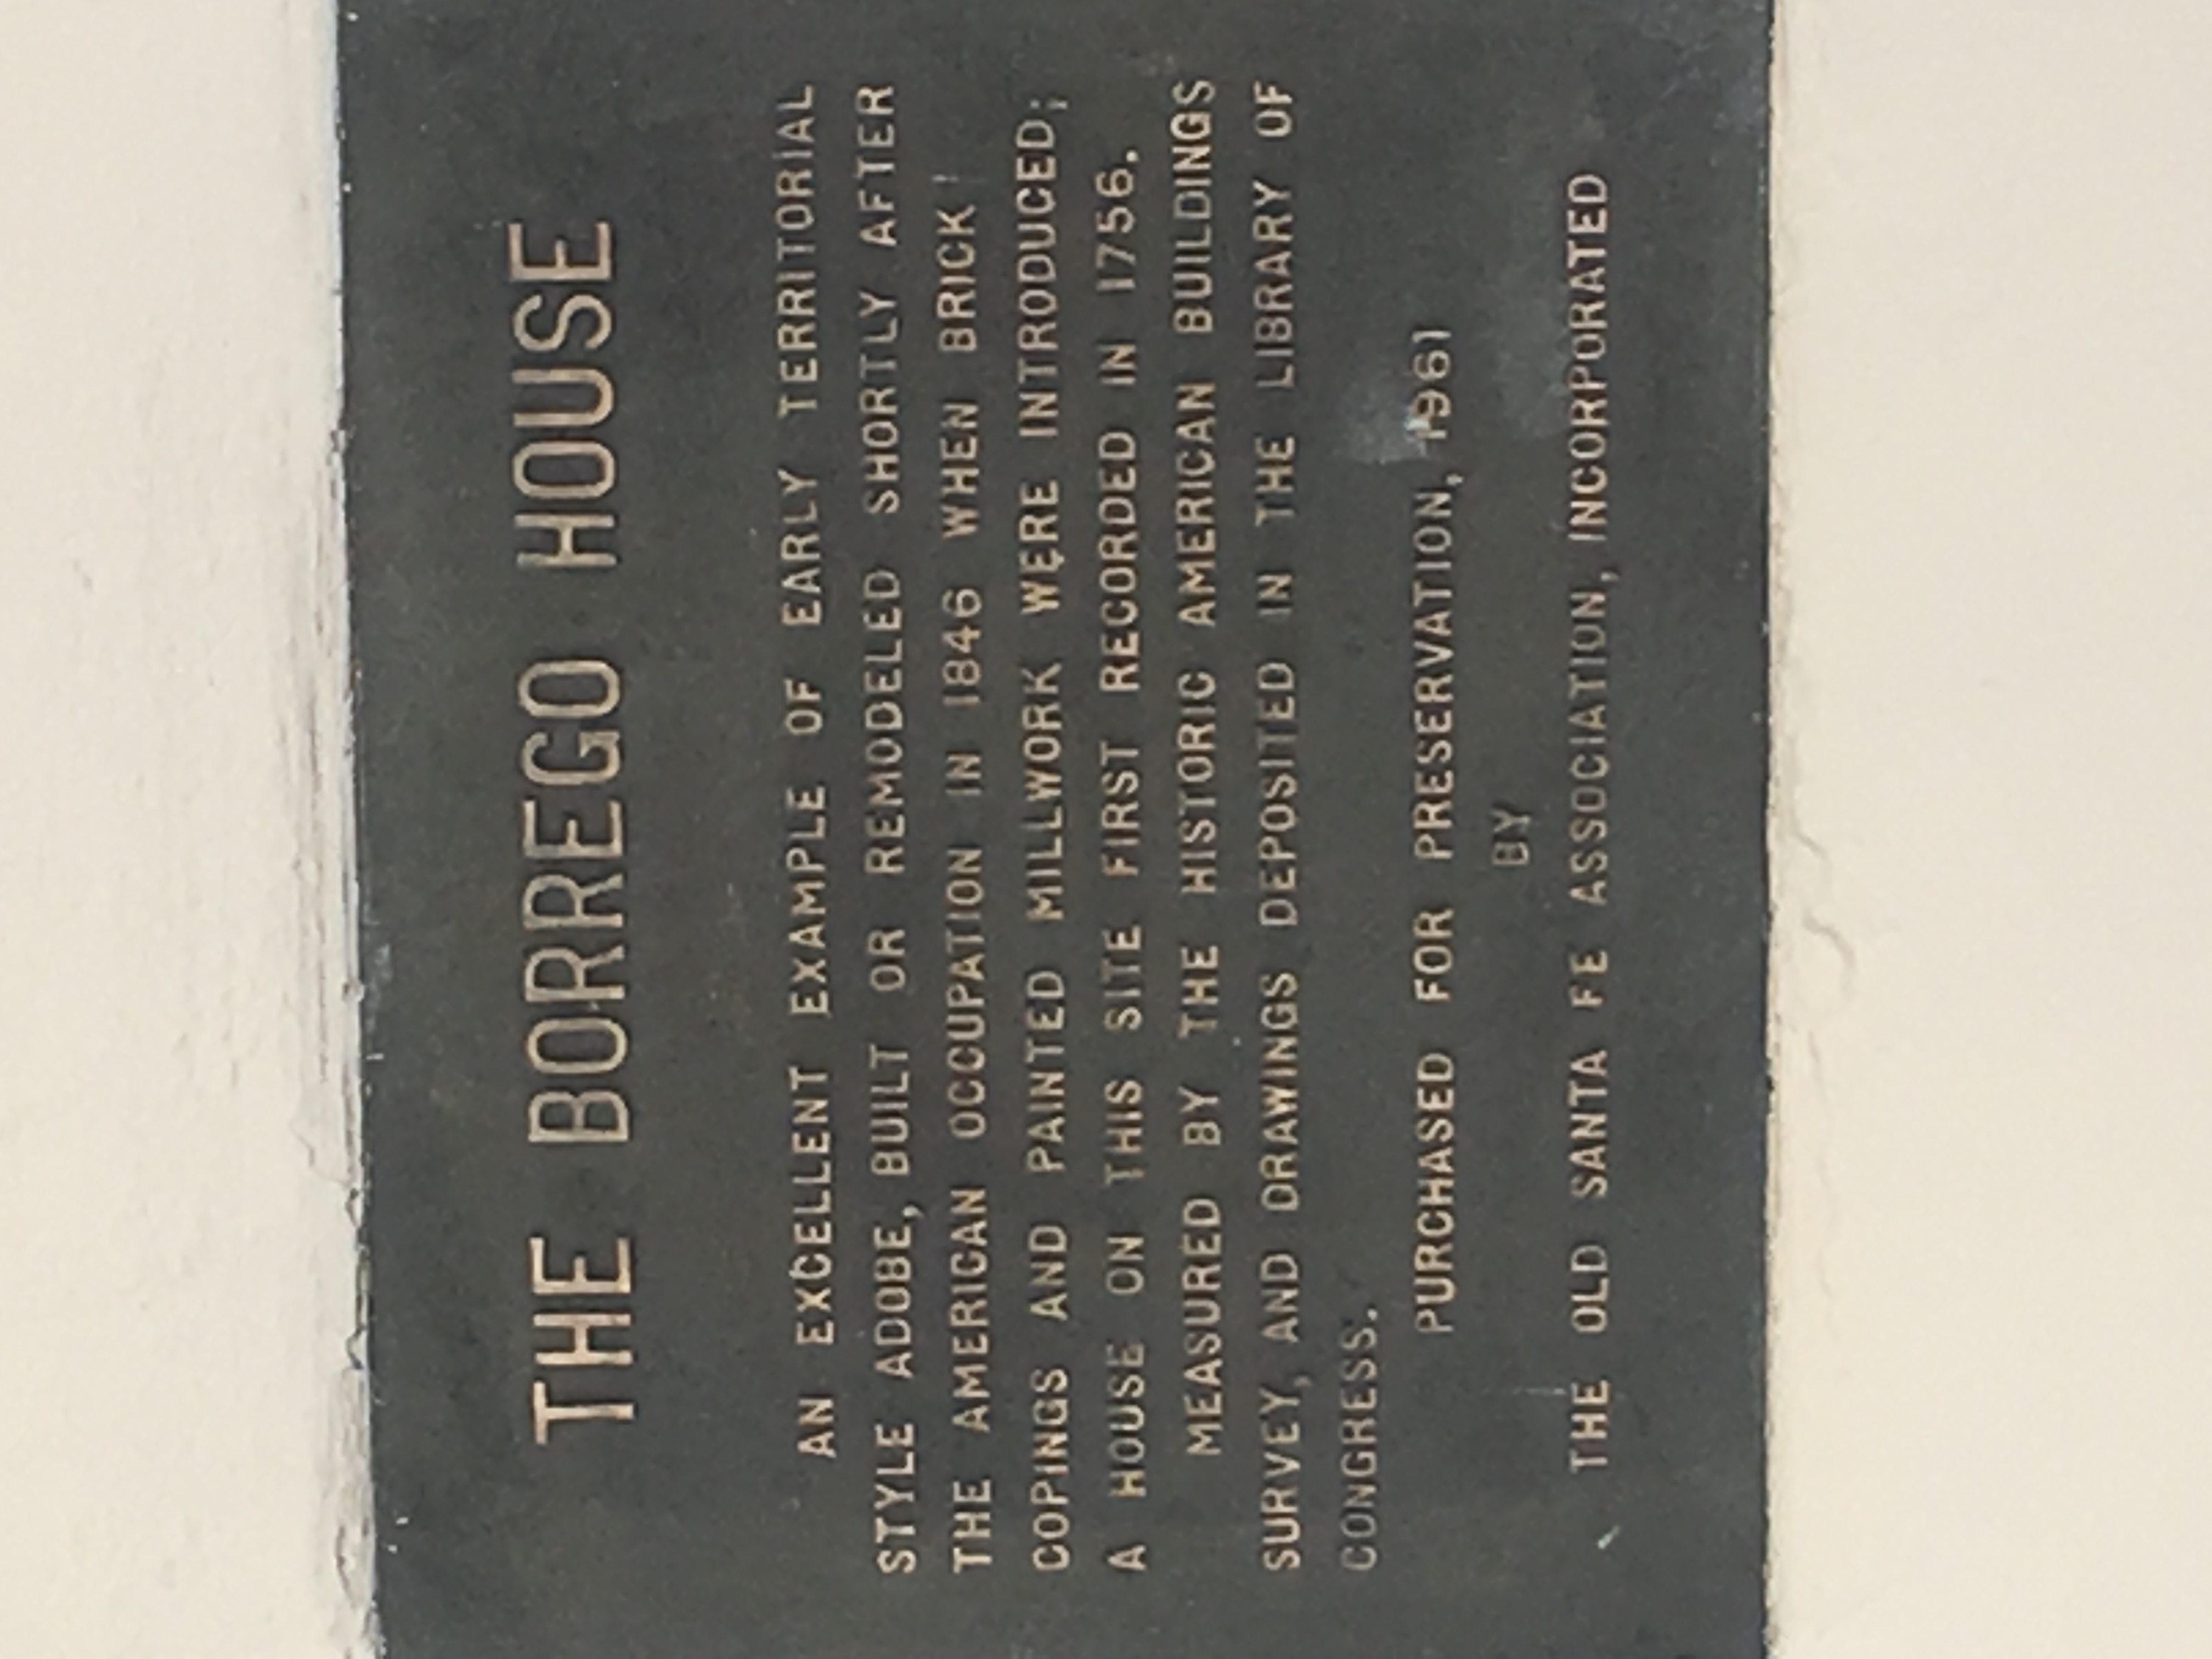 THE BORREGO HOUSE
AN EXCELLENT EXAMPLE OF EARLY TERRITORIAL
STYLE ADOBE, BUILT OR REMODELED SHORTLY AFTER
THE AMERICAN OCCUPATION IN 1846 WHEN BRICK
COPINGS AND PAINTED MILLWORK WERE INTRODUCED;
A HOUSE ON THIS SITE FIRST RECORDED IN 1756.
MEASURED BY THE HISTORIC AMERICAN BUILDINGS
SURVEY, AND DRAWINGS DEPOSITED IN THE LIBRARY OF
CONGRESS.
PURCHASED FOR PRESERVATION, 1961
BY
THE OLD SANTA FE ASSOCIATION, INCORPORATED